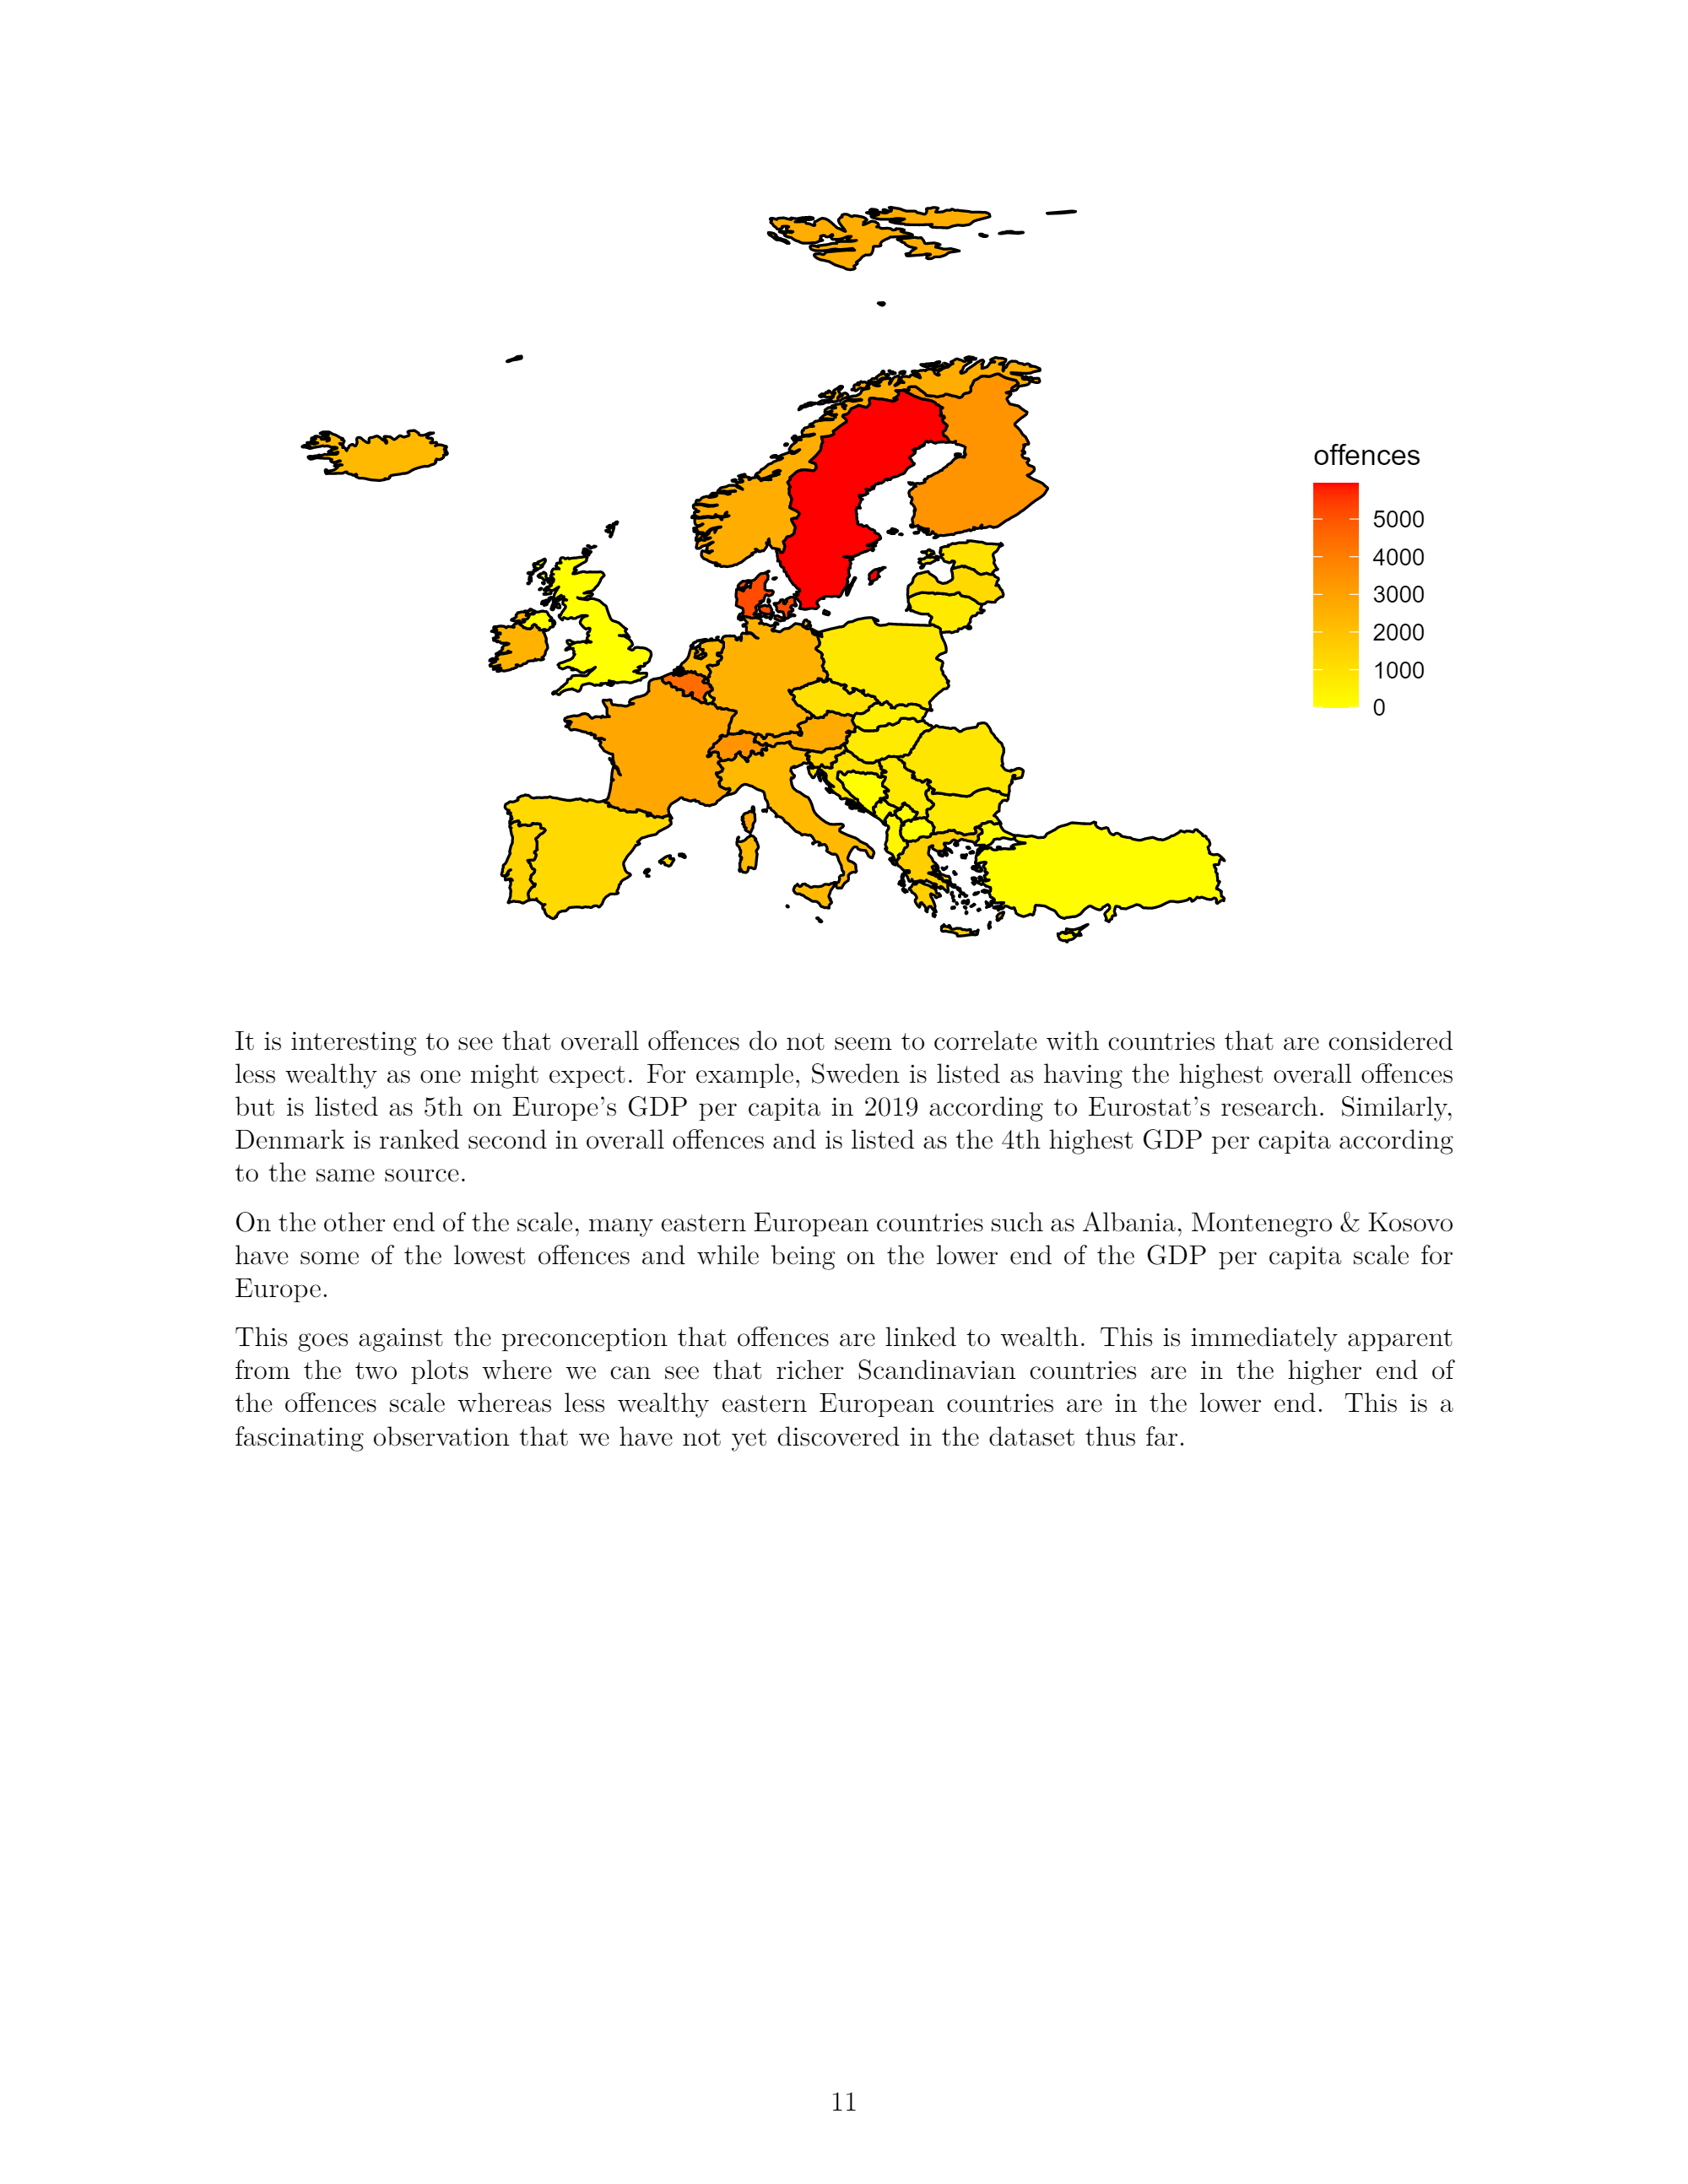 offences
5000
4000
3000
2000
1000
0
It is interesting to see that overall offences do not seem to correlate with countries that are considered
less wealthy as one might expect. For example, Sweden is listed as having the highest overall offences
but is listed as 5th on Europe's GDP per capita in 2019 according to Eurostat's research. Similarly,
Denmark is ranked second in overall offences and is listed as the 4th highest GDP per capita according
to the same source.
On the other end of the scale, many eastern European countries such as Albania, Montenegro & Kosovo
have some of the lowest offences and while being on the lower end of the GDP per capita scale for
Europe.
This goes against the preconception that offences are linked to wealth. This is immediately apparent
from the two plots where we can see that richer Scandinavian countries are in the higher end of
the offences scale whereas less wealthy eastern European countries are in the lower end. This is a
fascinating observation that we have not yet discovered in the dataset thus far.
11